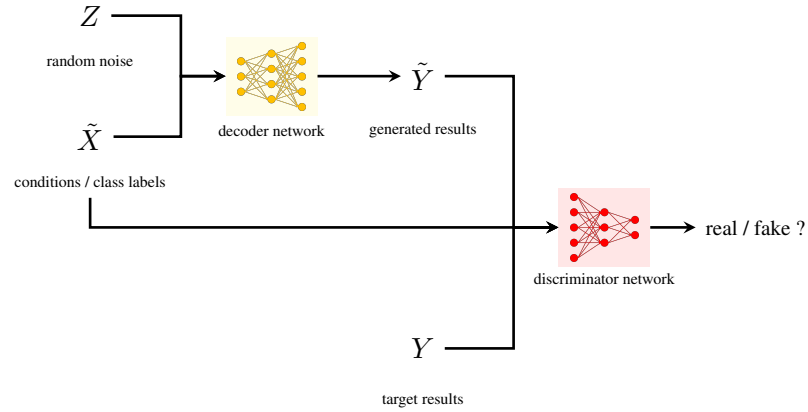 Z
random noise
X̃
conditions / class labels
decoder network
Ỹ
generated results
discriminator network
real / fake ?
Y
target results